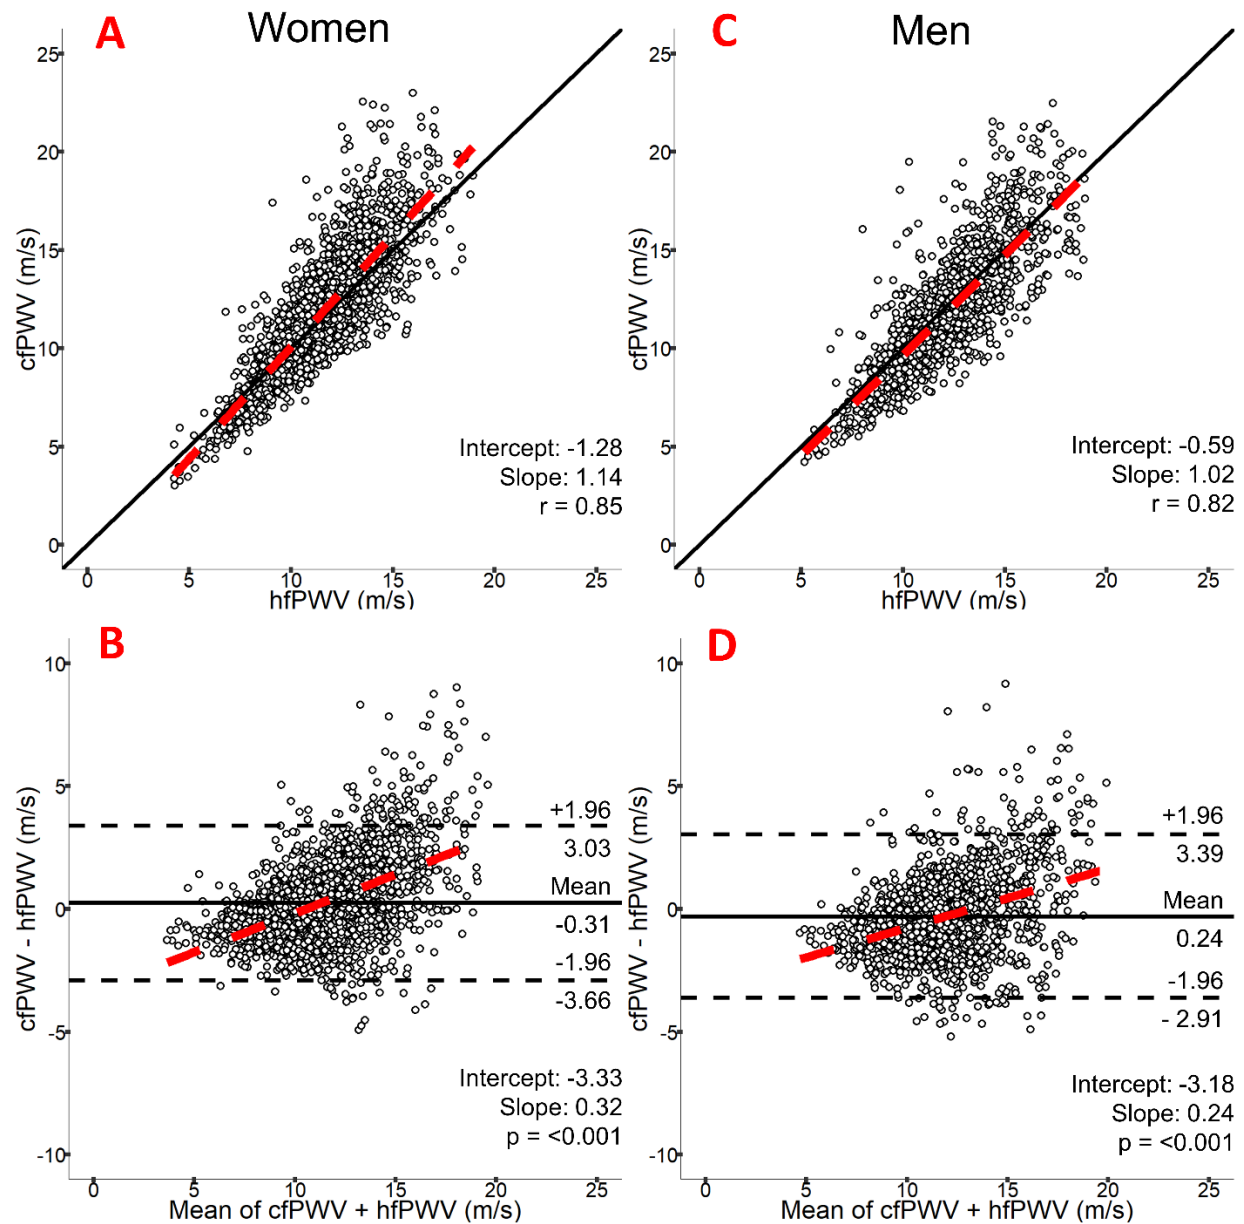 A
Women
25
20
15
10
5
0
cfPWV (m/s)
Intercept: -1.28
Slope: 1.14
r = 0.85
0 5 10 15 20 25
hfPWV (m/s)
C
Men
25
20
15
10
5
0
cfPWV (m/s)
Intercept: -0.59
Slope: 1.02
r = 0.82
0 5 10 15 20 25
hfPWV (m/s)
B
10
5
0
-5
-10
cfPWV - hfPWV (m/s)
+1.96
3.03
Mean
-0.31
-1.96
-3.66
Intercept: -3.33
Slope: 0.32
p = <0.001
0 5 10 15 20 25
Mean of cfPWV + hfPWV (m/s)
D
10
5
0
-5
-10
cfPWV - hfPWV (m/s)
+1.96
3.39
Mean
0.24
-1.96
- 2.91
Intercept: -3.18
Slope: 0.24
p = <0.001
0 5 10 15 20 25
Mean of cfPWV + hfPWV (m/s)